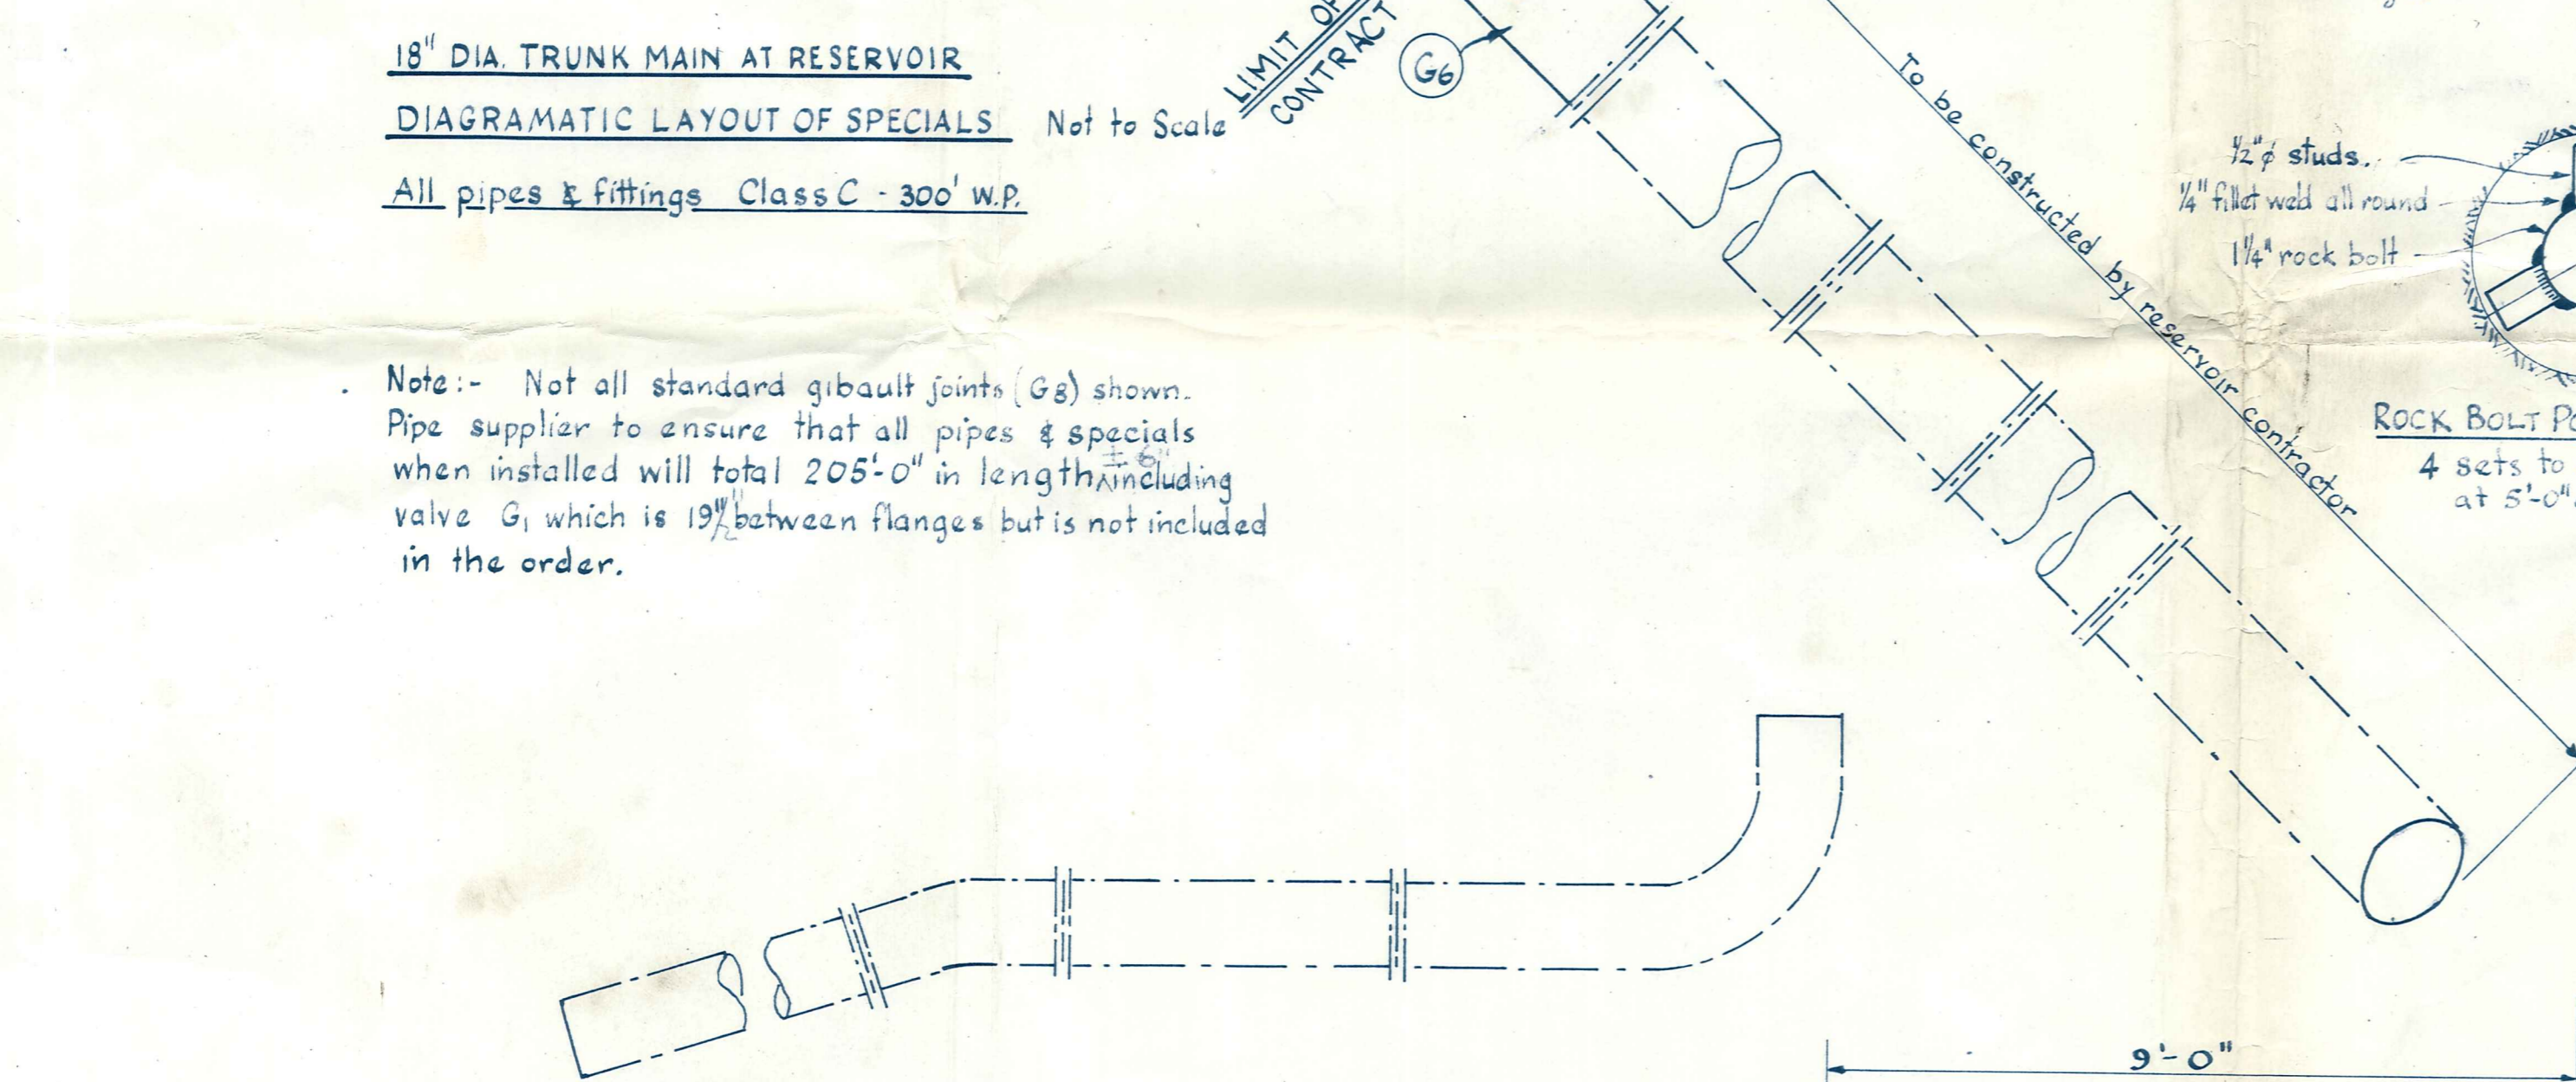 18" DIA. TRUNK MAIN AT RESERVOIR
DIAGRAMATIC LAYOUT OF SPECIALS Not to Scale
All pipes & fittings Class C - 300' W.P.
LIMIT OF
CONTRACT
G6
To be constructed by reservoir contractor
½"ø studs.
¼" fillet weld all round
1¼" rock bolt
ROCK BOLT
4 sets to
at 5'-0"
Note:- Not all standard gibault joints (G8) shown.
Pipe supplier to ensure that all pipes & specials
when installed will total 205'-0" in length ± 6" including
valve G1 which is 19½" between flanges but is not included
in the order.
9'-0"